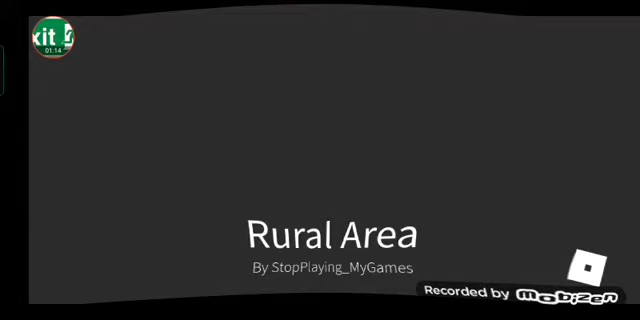 xit
01:14
Rural Area
By StopPlaying_MyGames
Recorded by Mobizen